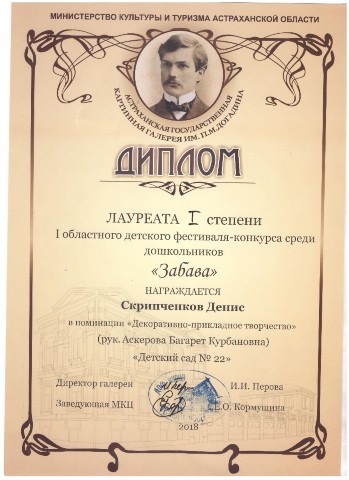 МИНИСТЕРСТВО КУЛЬТУРЫ И ТУРИЗМА АСТРАХАНСКОЙ ОБЛАСТИ
АСТРАХАНСКАЯ ГОСУДАРСТВЕННАЯ
КАРТИННАЯ ГАЛЕРЕЯ ИМ. П.М.ДОГАДИНА
ДИПЛОМ
ЛАУРЕАТА I степени
I областного детского фестиваля-конкурса среди
дошкольников
«Забава»
НАГРАЖДАЕТСЯ
Скрипченков Денис
в номинации «Декоративно-прикладное творчество»
(рук. Аскерова Багарет Курбановна)
«Детский сад № 22»
Директор галереи И.И. Перова
Заведующая МКЦ Е.О. Кормущина
2018